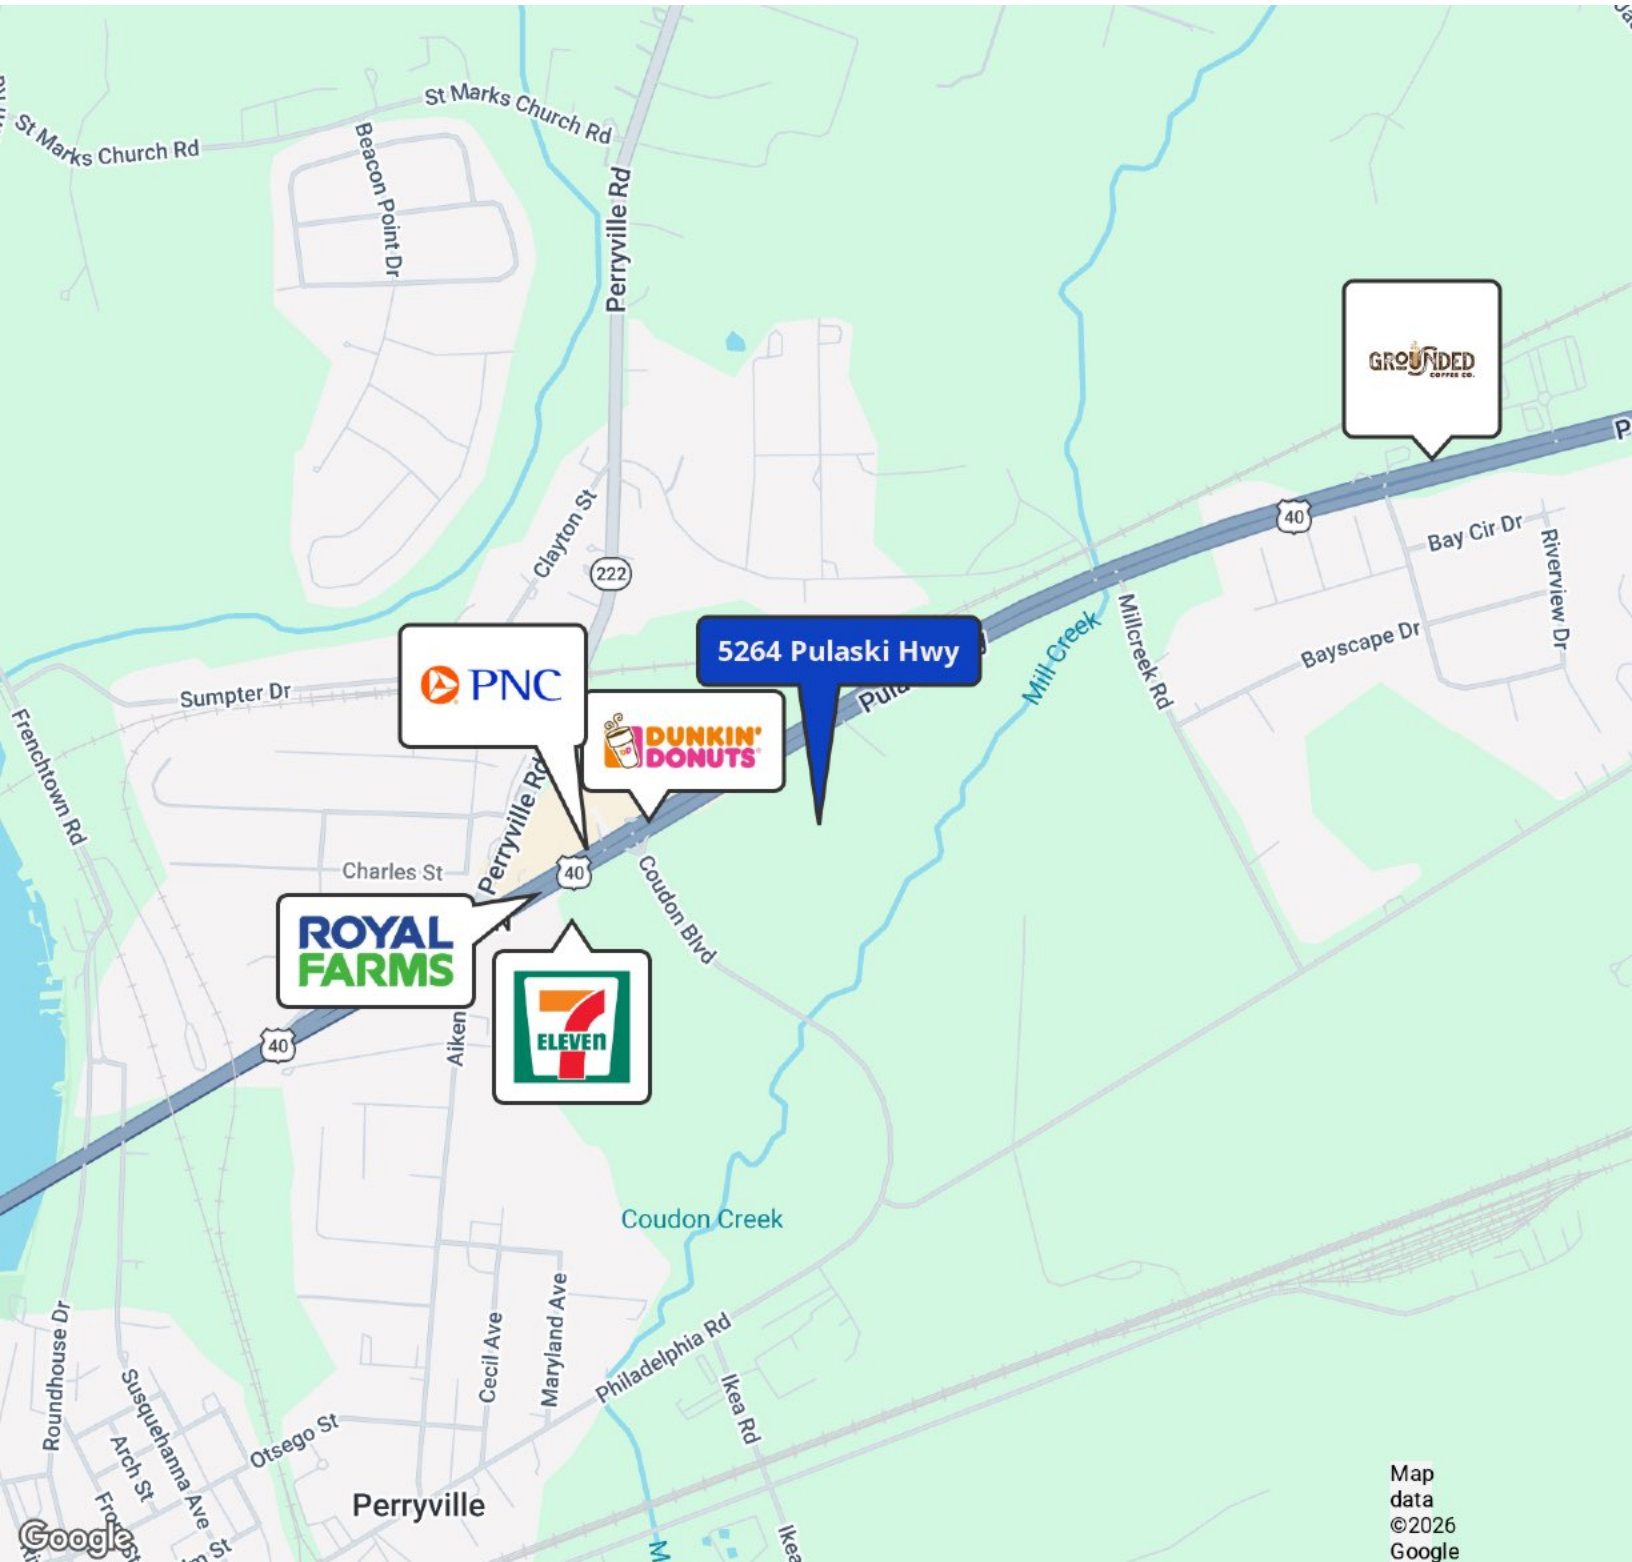 St Marks Church Rd
St Marks Church Rd
Beacon Point Dr
Perryville Rd
GROUNDED
COFFEE CO.
40
P
Clayton St
222
Bay Cir Dr
Riverview Dr
Millcreek Rd
Bayscape Dr
Mill Creek
5264 Pulaski Hwy
Pula
PNC
Sumpter Dr
DUNKIN'
DONUTS
Frenchtown Rd
Perryville Rd
Charles St
40
Coudon Blvd
ROYAL
FARMS
7
ELEVEN
40
Aiken
Coudon Creek
Cecil Ave
Maryland Ave
Philadelphia Rd
Ikea Rd
Roundhouse Dr
Susquehanna Ave
Arch St
Otsego St
Perryville
Ikea
M
Google
Map
data
©2026
Google